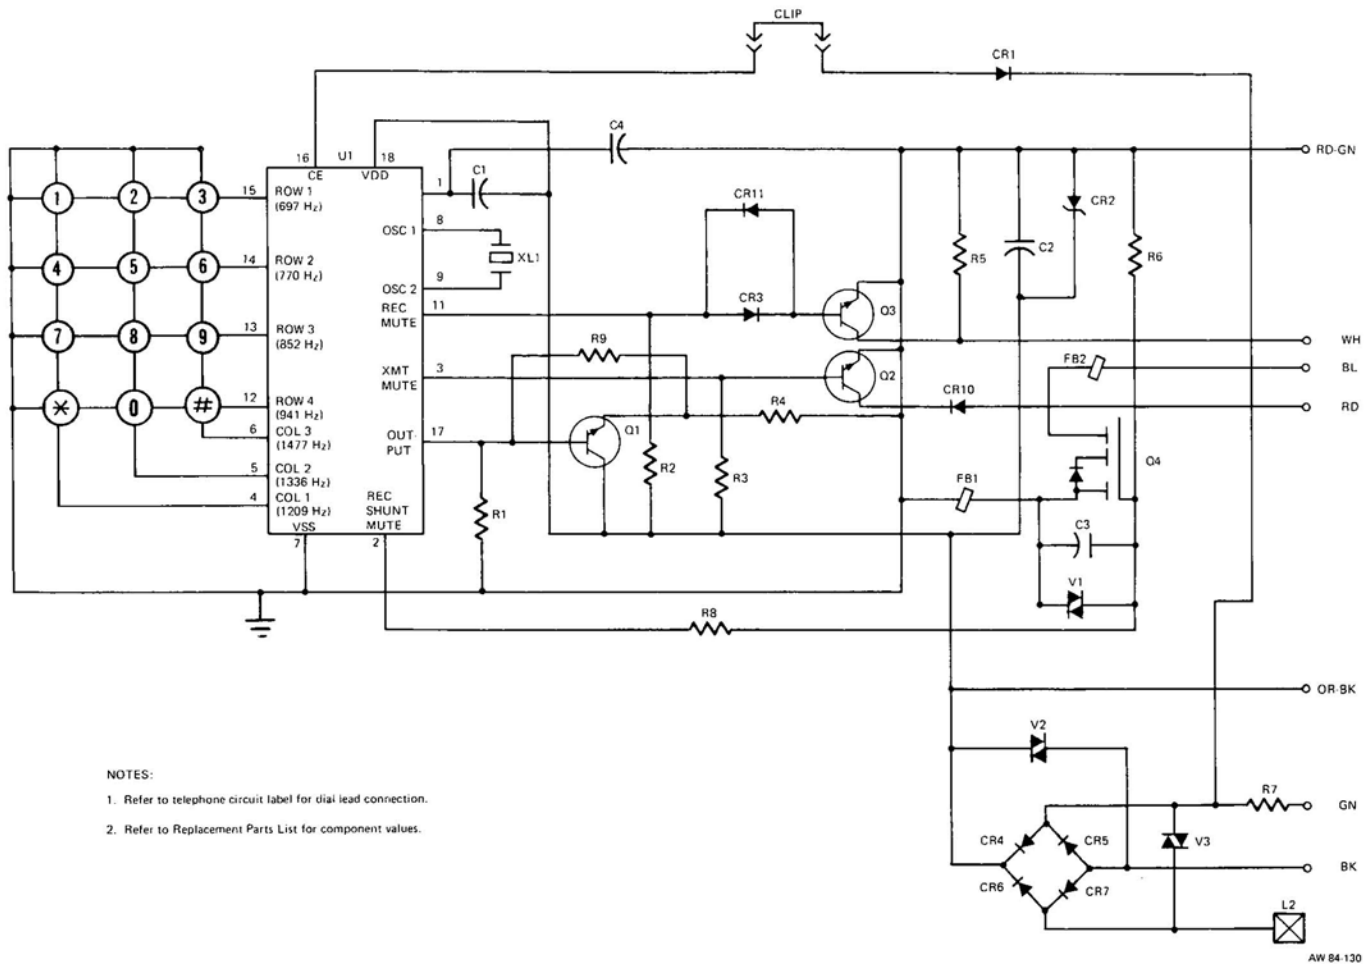 CLIP
CR1
C4
RD-GN
16
U1
18
CE
VDD
1
C1
1
2
3
15
ROW 1
(697 Hz)
CR11
CR2
8
OSC 1
XL1
R5
C2
R6
4
5
6
14
ROW 2
(770 Hz)
9
OSC 2
11
REC
MUTE
CR3
Q3
7
8
9
13
ROW 3
(852 Hz)
R9
WH
FB2
BL
XMT
MUTE
3
Q2
CR10
RD
*
0
#
12
ROW 4
(941 Hz)
R4
6
COL 3
(1477 Hz)
OUT-
PUT
17
Q1
R2
R3
Q4
5
COL 2
(1336 Hz)
FB1
4
COL 1
(1209 Hz)
REC
SHUNT
MUTE
R1
VSS
C3
7
2
V1
R8
OR-BK
V2
NOTES:
1. Refer to telephone circuit label for dial lead connection.
2. Refer to Replacement Parts List for component values.
R7
GN
CR4
CR5
V3
CR6
CR7
BK
L2
AW 84-130